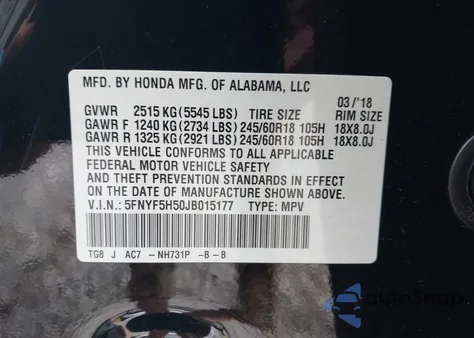 MFD. BY HONDA MFG. OF ALABAMA, LLC
03/'18
GVWR 2515 KG (5545 LBS) TIRE SIZE RIM SIZE
GAWR F 1240 KG (2734 LBS) 245/60R18 105H 18X8.0J
GAWR R 1325 KG (2921 LBS) 245/60R18 105H 18X8.0J
THIS VEHICLE CONFORMS TO ALL APPLICABLE
FEDERAL MOTOR VEHICLE SAFETY
AND THEFT PREVENTION STANDARDS IN EFFECT
ON THE DATE OF MANUFACTURE SHOWN ABOVE.
V.I.N.: 5FNYF5H50JB015177 TYPE: MPV
TG8 J AC7 -NH731P -B-B
autoSnap